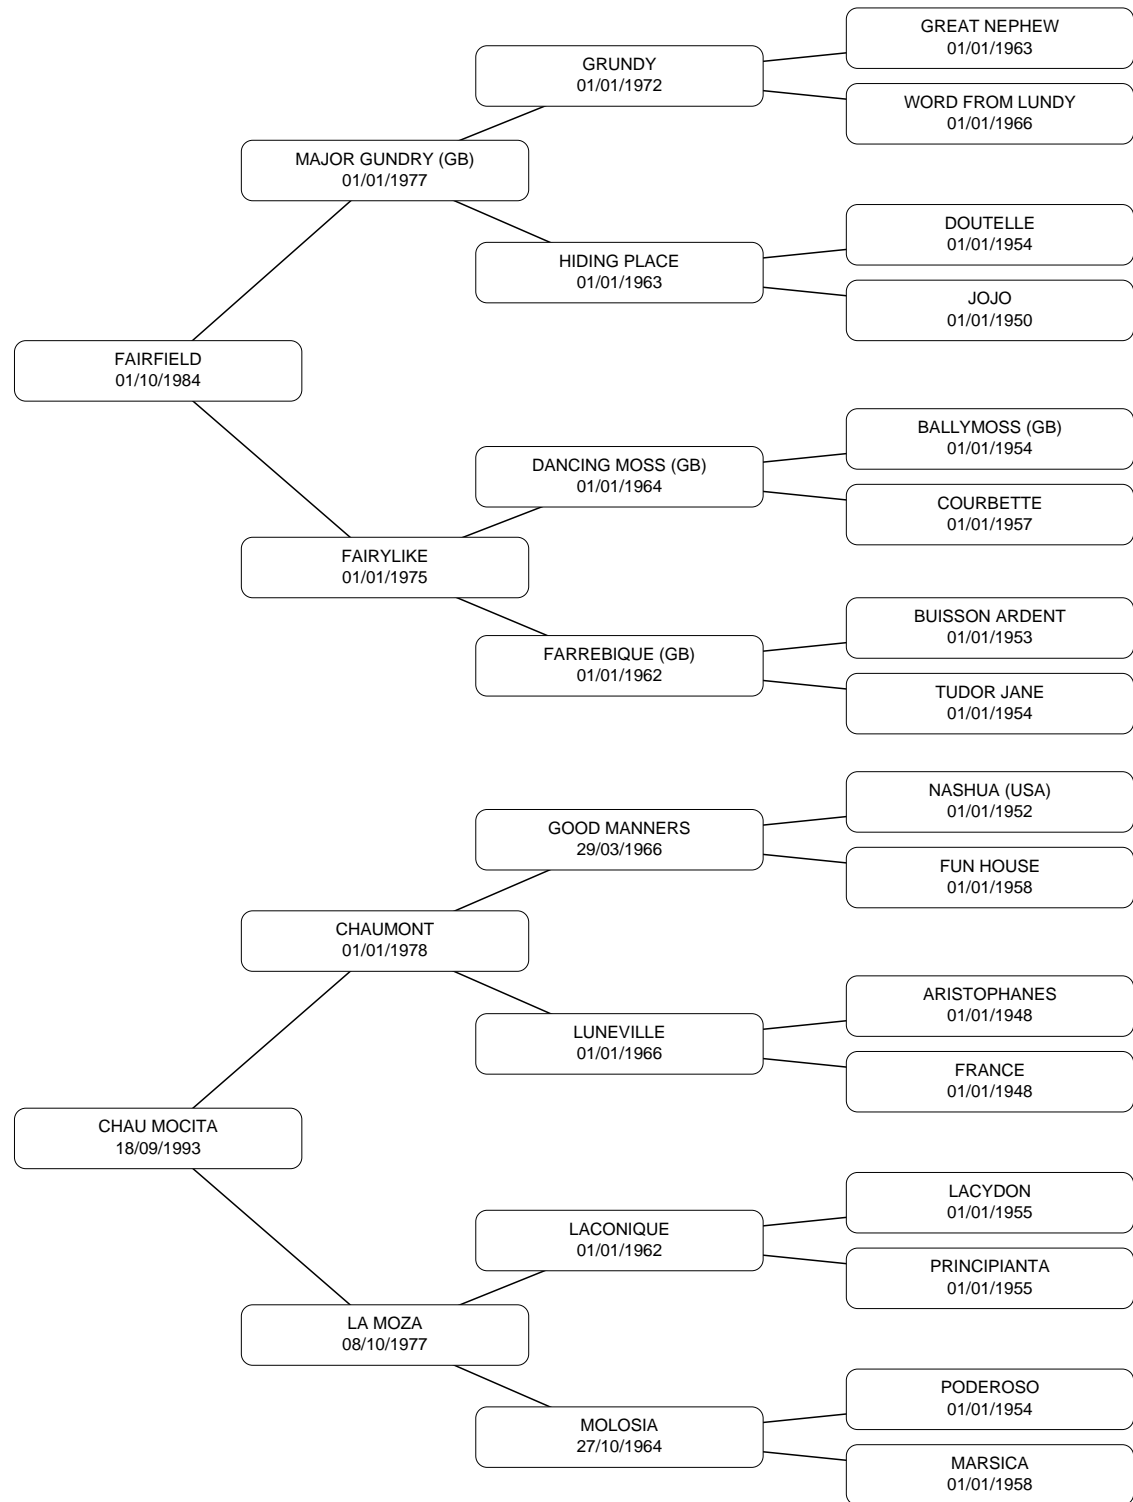 GREAT NEPHEW
01/01/1963
GRUNDY
01/01/1972
WORD FROM LUNDY
01/01/1966
MAJOR GUNDRY (GB)
01/01/1977
DOUTELLE
01/01/1954
HIDING PLACE
01/01/1963
JOJO
01/01/1950
FAIRFIELD
01/10/1984
BALLYMOSS (GB)
01/01/1954
DANCING MOSS (GB)
01/01/1964
COURBETTE
01/01/1957
FAIRYLIKE
01/01/1975
BUISSON ARDENT
01/01/1953
FARREBIQUE (GB)
01/01/1962
TUDOR JANE
01/01/1954
NASHUA (USA)
01/01/1952
GOOD MANNERS
29/03/1966
FUN HOUSE
01/01/1958
CHAUMONT
01/01/1978
ARISTOPHANES
01/01/1948
LUNEVILLE
01/01/1966
FRANCE
01/01/1948
CHAU MOCITA
18/09/1993
LACYDON
01/01/1955
LACONIQUE
01/01/1962
PRINCIPIANTA
01/01/1955
LA MOZA
08/10/1977
PODEROSO
01/01/1954
MOLOSIA
27/10/1964
MARSICA
01/01/1958